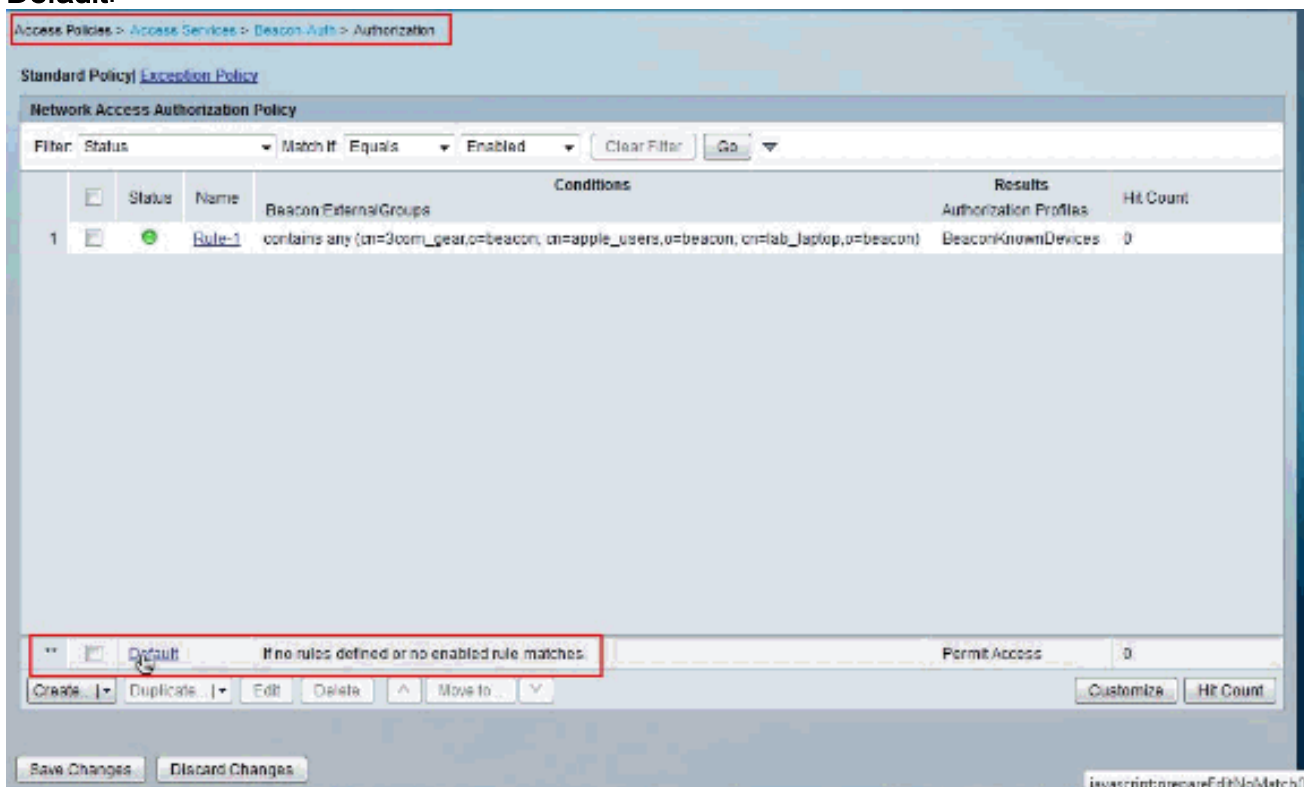 Default.
Access Policies > Access Services > Beacon-Auth > Authorization
Standard Policy| Exception Policy
Network Access Authorization Policy
Filter: Status Match if: Equals Enabled Clear Filter Go
Status Name Conditions Results Hit Count
Beacon:ExternalGroups Authorization Profiles
1 Rule-1 contains any (cn=3com_gear,o=beacon, cn=apple_users,o=beacon, cn=lab_laptop,o=beacon) BeaconKnownDevices 0
** Default If no rules defined or no enabled rule matches. Permit Access 0
Create... Duplicate... Edit Delete ^ Move to... Customize Hit Count
Save Changes Discard Changes
javascript:prepareEditNoMatch(